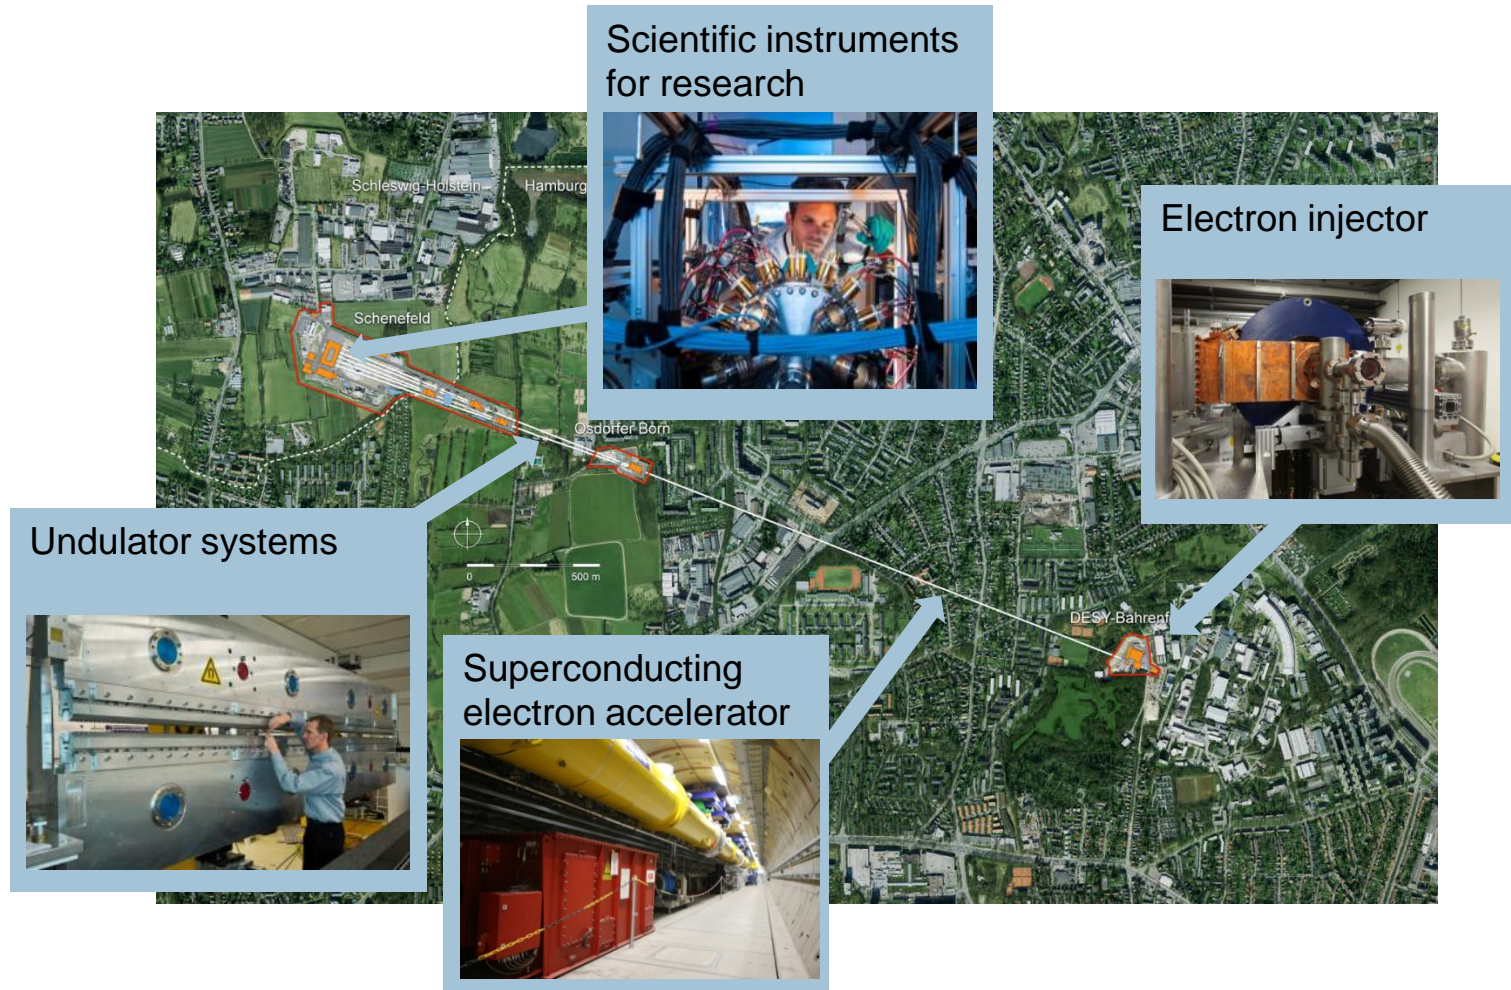 Scientific instruments
for research
Schleswig-Holstein
Hamburg
Electron injector
Schenefeld
Osdorfer Born
Undulator systems
0
500 m
DESY-Bahrenf
Superconducting
electron accelerator